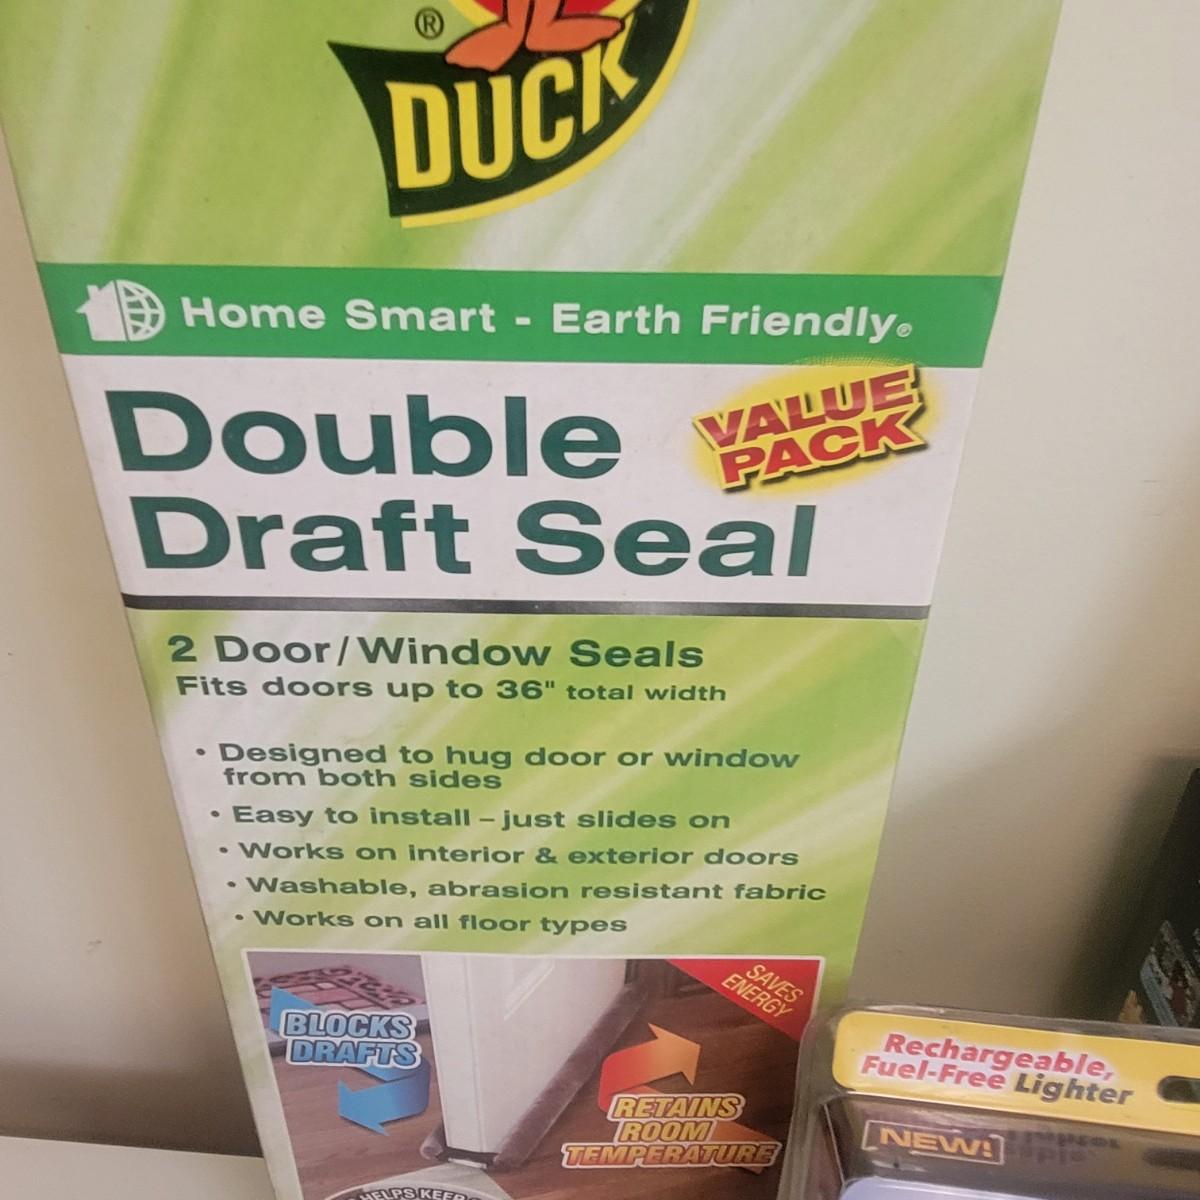 ®
DUCK
Home Smart - Earth Friendly®
Double
Draft Seal
VALUE
PACK
2 Door/Window Seals
Fits doors up to 36" total width
• Designed to hug door or window
from both sides
• Easy to install – just slides on
• Works on interior & exterior doors
• Washable, abrasion resistant fabric
• Works on all floor types
SAVES
ENERGY
BLOCKS
DRAFTS
RETAINS
ROOM
TEMPERATURE
HELPS KEEP
Rechargeable,
Fuel-Free Lighter
NEW!